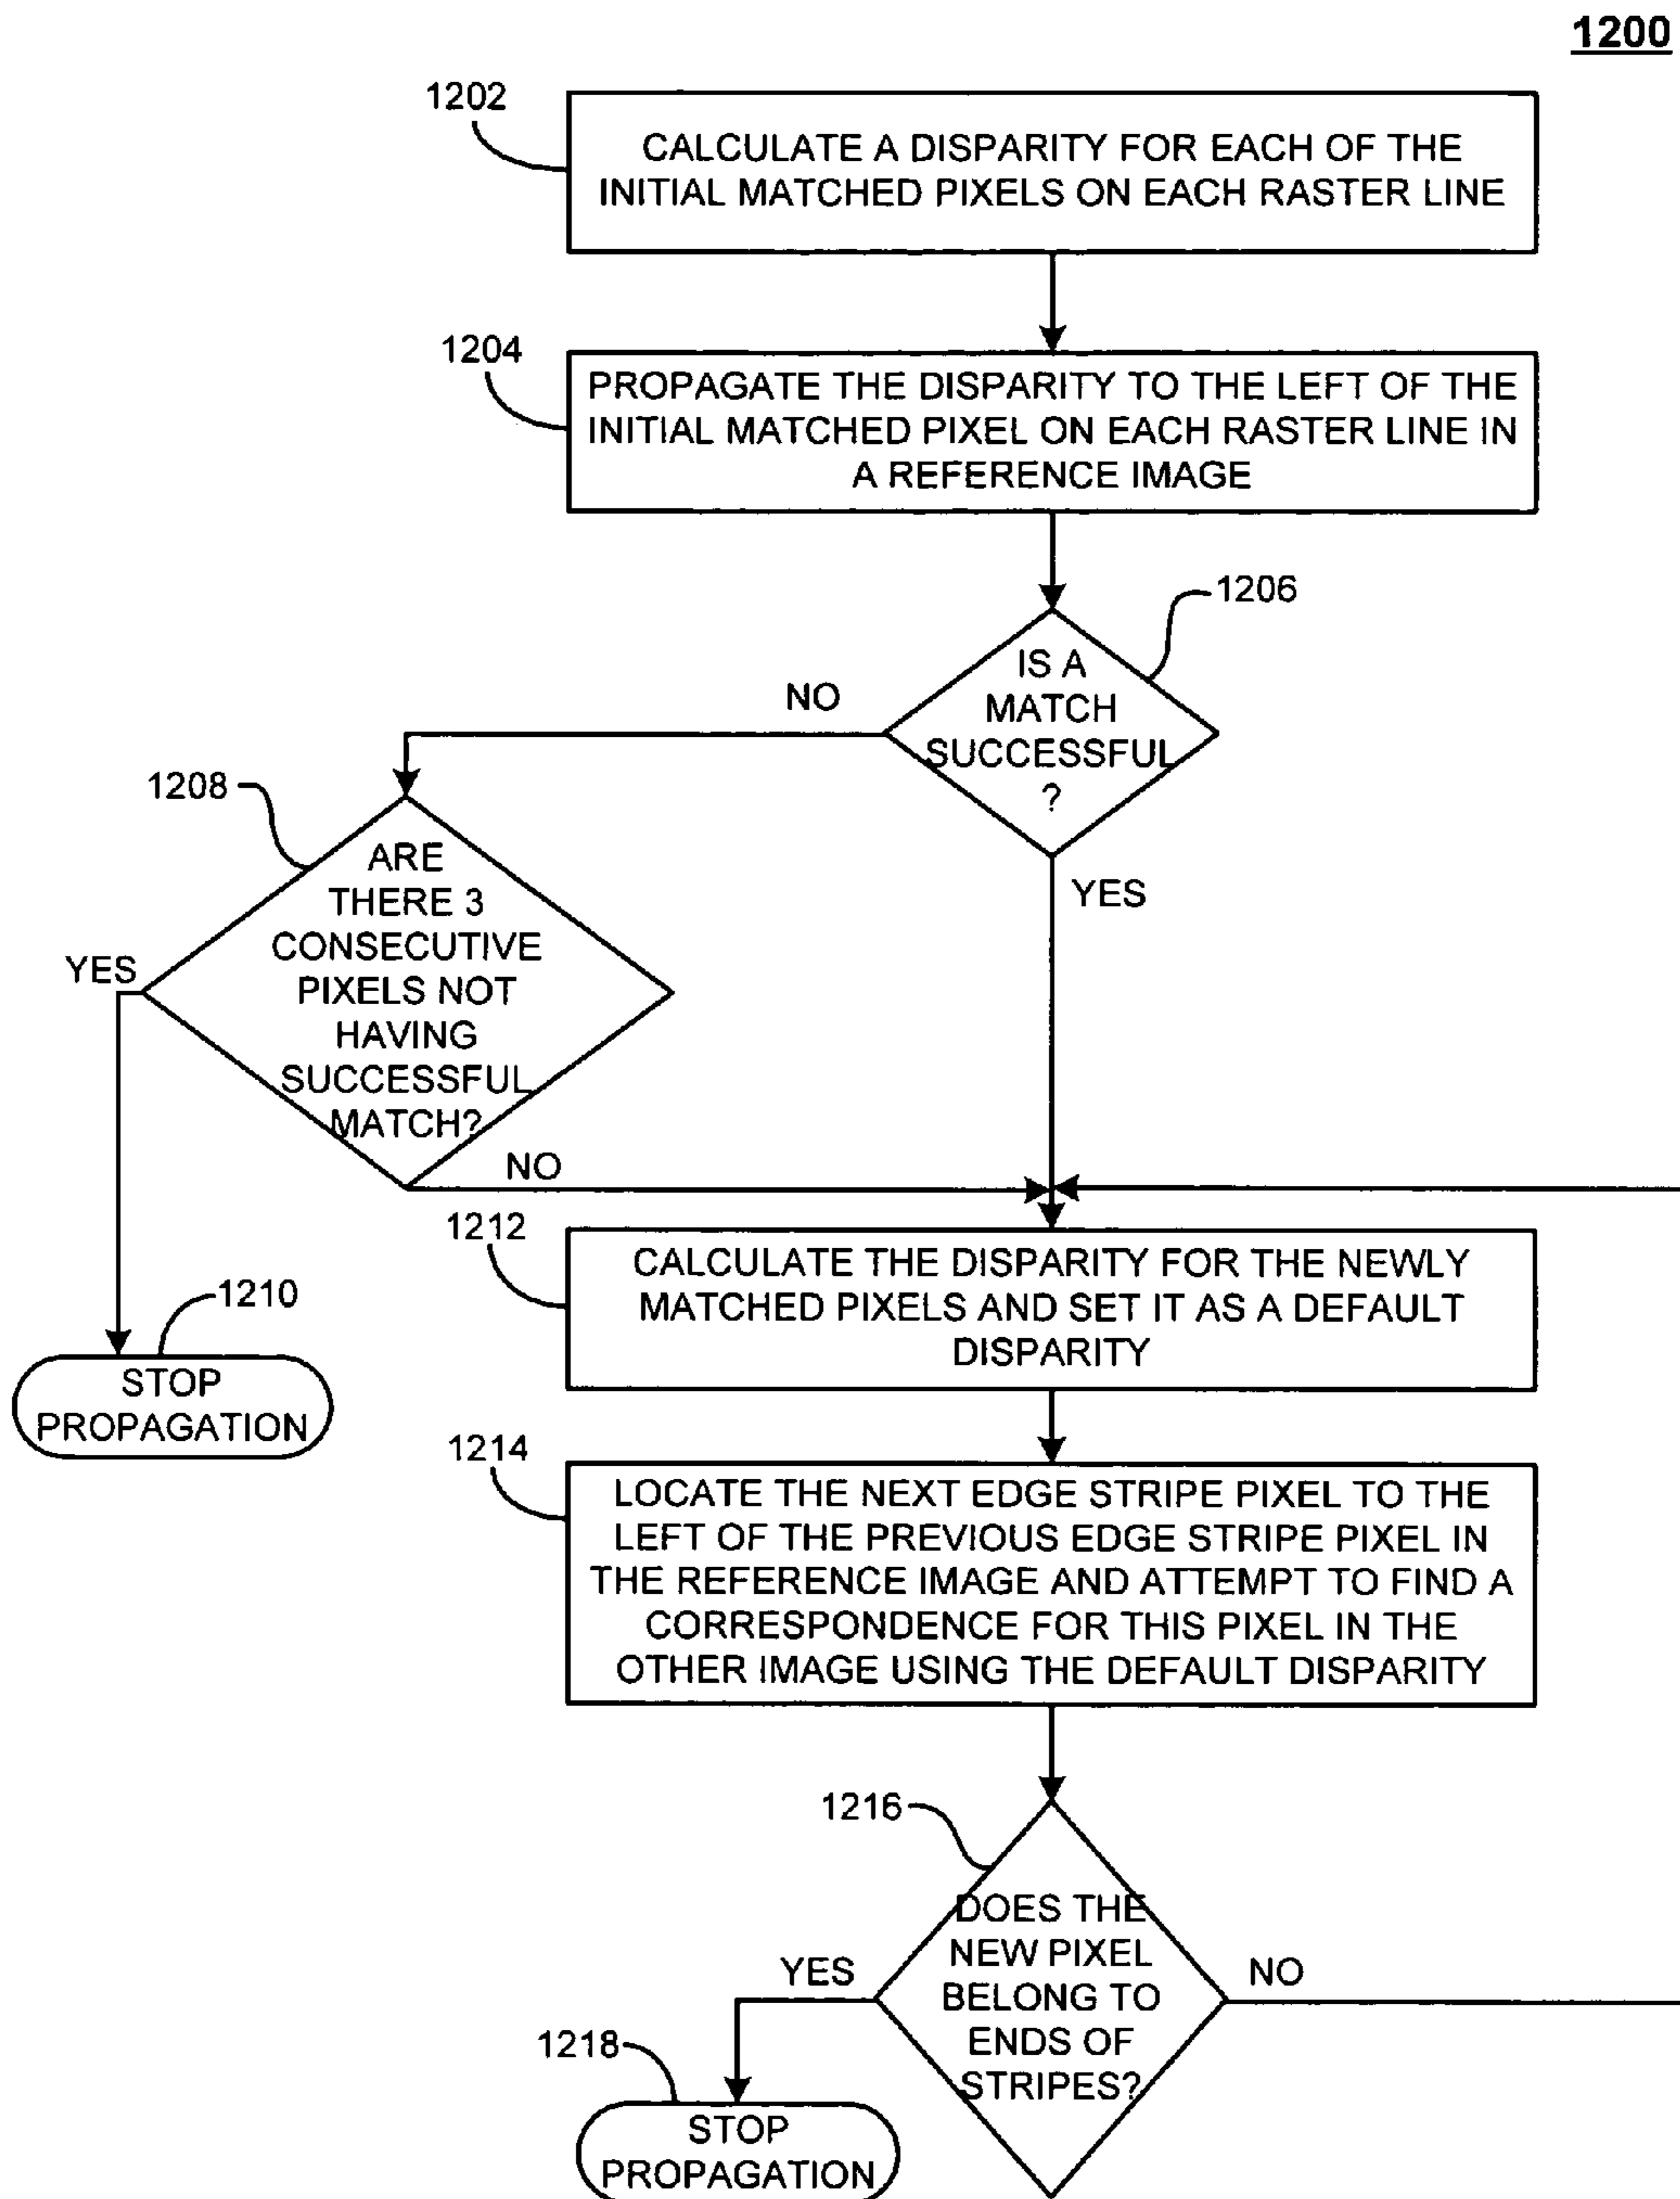 1200
1202
CALCULATE A DISPARITY FOR EACH OF THE
INITIAL MATCHED PIXELS ON EACH RASTER LINE
1204
PROPAGATE THE DISPARITY TO THE LEFT OF THE
INITIAL MATCHED PIXEL ON EACH RASTER LINE IN
A REFERENCE IMAGE
1206
IS A
MATCH
SUCCESSFUL
?
NO
YES
1208
ARE
THERE 3
CONSECUTIVE
PIXELS NOT
HAVING
SUCCESSFUL
MATCH?
YES
NO
1210
STOP
PROPAGATION
1212
CALCULATE THE DISPARITY FOR THE NEWLY
MATCHED PIXELS AND SET IT AS A DEFAULT
DISPARITY
1214
LOCATE THE NEXT EDGE STRIPE PIXEL TO THE
LEFT OF THE PREVIOUS EDGE STRIPE PIXEL IN
THE REFERENCE IMAGE AND ATTEMPT TO FIND A
CORRESPONDENCE FOR THIS PIXEL IN THE
OTHER IMAGE USING THE DEFAULT DISPARITY
1216
DOES THE
NEW PIXEL
BELONG TO
ENDS OF
STRIPES?
YES
NO
1218
STOP
PROPAGATION